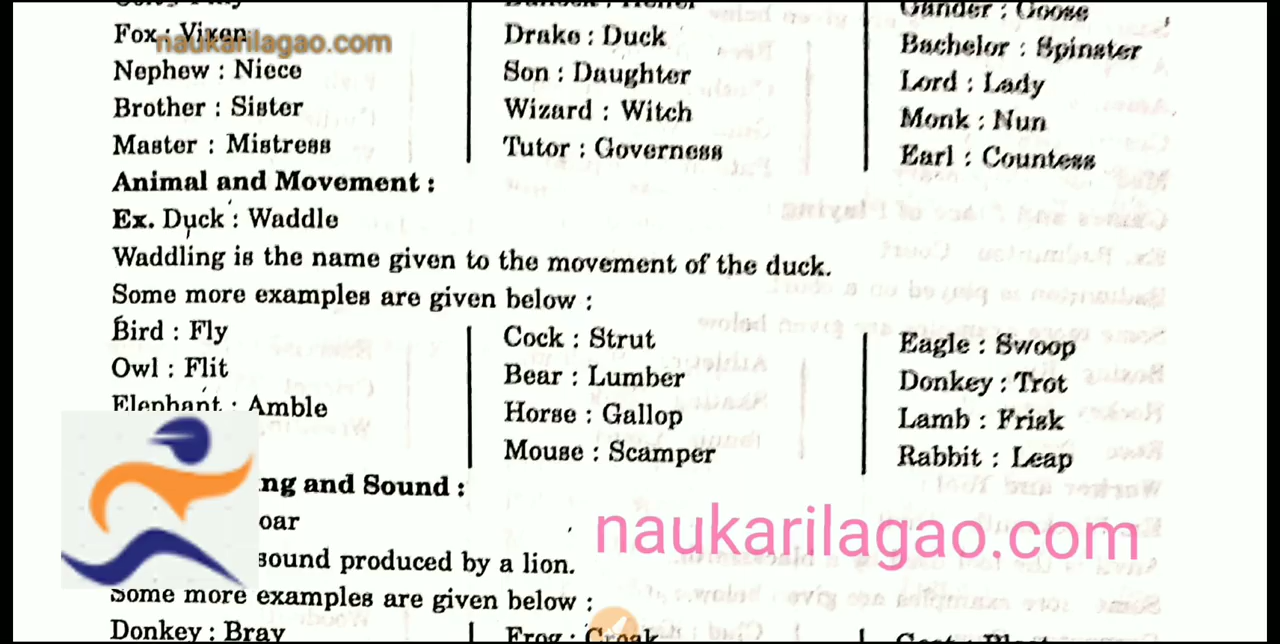 Fox : Vixen
Nephew : Niece
Brother : Sister
Master : Mistress
Drake : Duck
Son : Daughter
Wizard : Witch
Tutor : Governess
Gander : Goose
Bachelor : Spinster
Lord : Lady
Monk : Nun
Earl : Countess
naukarilagao.com
Animal and Movement :
Ex. Duck : Waddle
Waddling is the name given to the movement of the duck.
Some more examples are given below :
Bird : Fly
Owl : Flit
Elephant : Amble
Cock : Strut
Bear : Lumber
Horse : Gallop
Mouse : Scamper
Eagle : Swoop
Donkey : Trot
Lamb : Frisk
Rabbit : Leap
ng and Sound :
oar
sound produced by a lion.
naukarilagao.com
Some more examples are given below :
Donkey : Bray
Frog : Croak